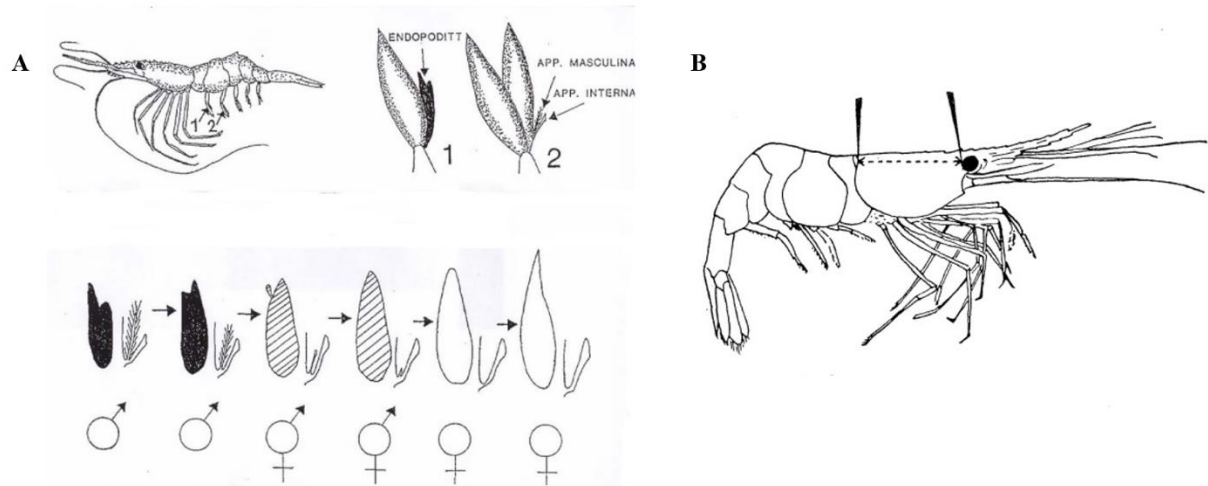 A
ENDOPODITT
APP. MASCULINA
APP. INTERNA
1 2
1
2
B